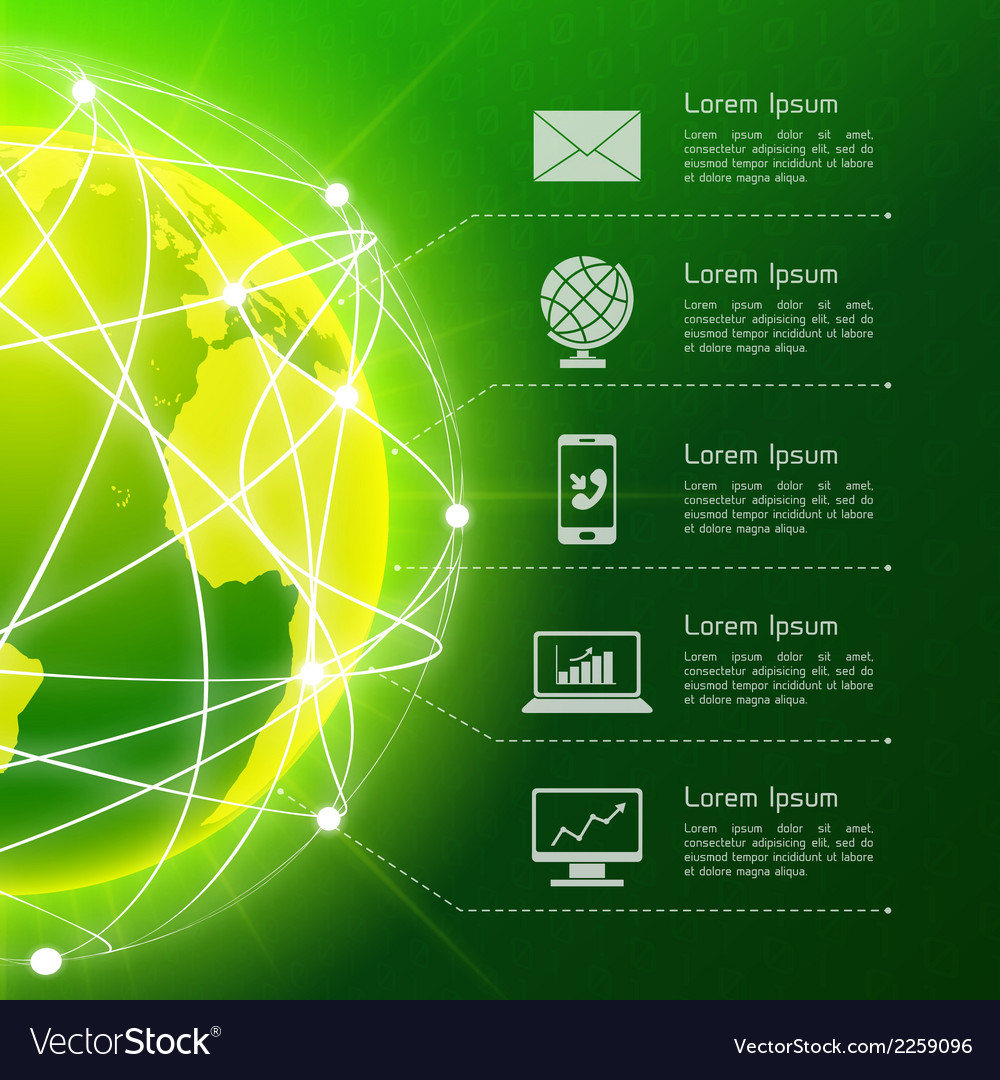 Lorem Ipsum
Lorem ipsum dolor sit amet,
consectetur adipisicing elit, sed do
eiusmod tempor incididunt ut labore
et dolore magna aliqua.
Lorem Ipsum
Lorem ipsum dolor sit amet,
consectetur adipisicing elit, sed do
eiusmod tempor incididunt ut labore
et dolore magna aliqua.
Lorem Ipsum
Lorem ipsum dolor sit amet,
consectetur adipisicing elit, sed do
eiusmod tempor incididunt ut labore
et dolore magna aliqua.
Lorem Ipsum
Lorem ipsum dolor sit amet,
consectetur adipisicing elit, sed do
eiusmod tempor incididunt ut labore
et dolore magna aliqua.
Lorem Ipsum
Lorem ipsum dolor sit amet,
consectetur adipisicing elit, sed do
eiusmod tempor incididunt ut labore
et dolore magna aliqua.
VectorStock®
VectorStock.com/2259096